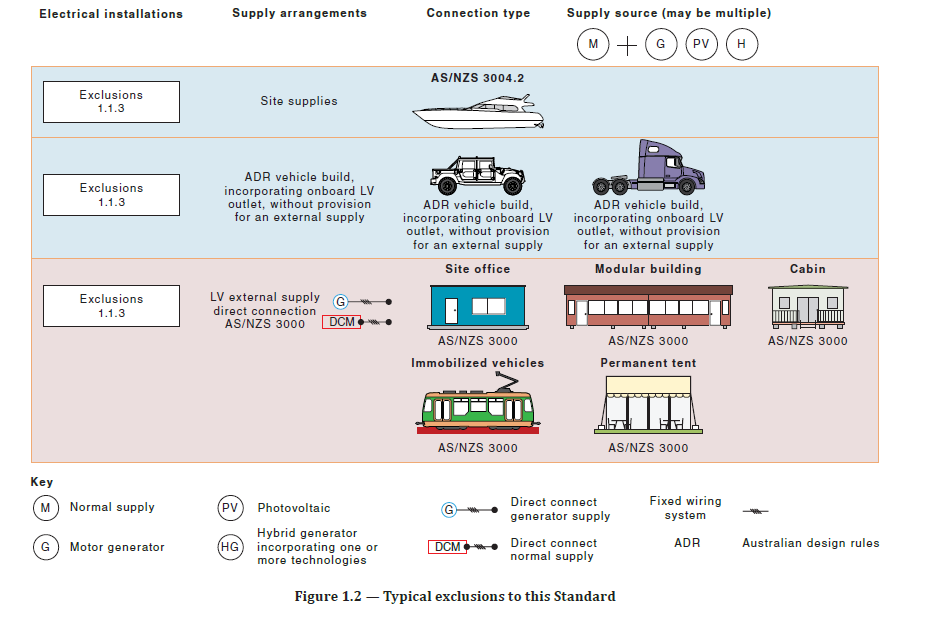 Electrical installations
Supply arrangements
Connection type
Supply source (may be multiple)
M
G
PV
H
Exclusions
1.1.3
Site supplies
AS/NZS 3004.2
Exclusions
1.1.3
ADR vehicle build,
incorporating onboard LV
outlet, without provision
for an external supply
ADR vehicle build,
incorporating onboard LV
outlet, without provision
for an external supply
ADR vehicle build,
incorporating onboard LV
outlet, without provision
for an external supply
Exclusions
1.1.3
LV external supply
direct connection
AS/NZS 3000
G
DCM
Site office
AS/NZS 3000
Modular building
AS/NZS 3000
Cabin
AS/NZS 3000
Immobilized vehicles
AS/NZS 3000
Permanent tent
AS/NZS 3000
Key
M
Normal supply
PV
Photovoltaic
G
Direct connect
generator supply
Fixed wiring
system
G
Motor generator
HG
Hybrid generator
incorporating one or
more technologies
DCM
Direct connect
normal supply
ADR
Australian design rules
Figure 1.2 — Typical exclusions to this Standard